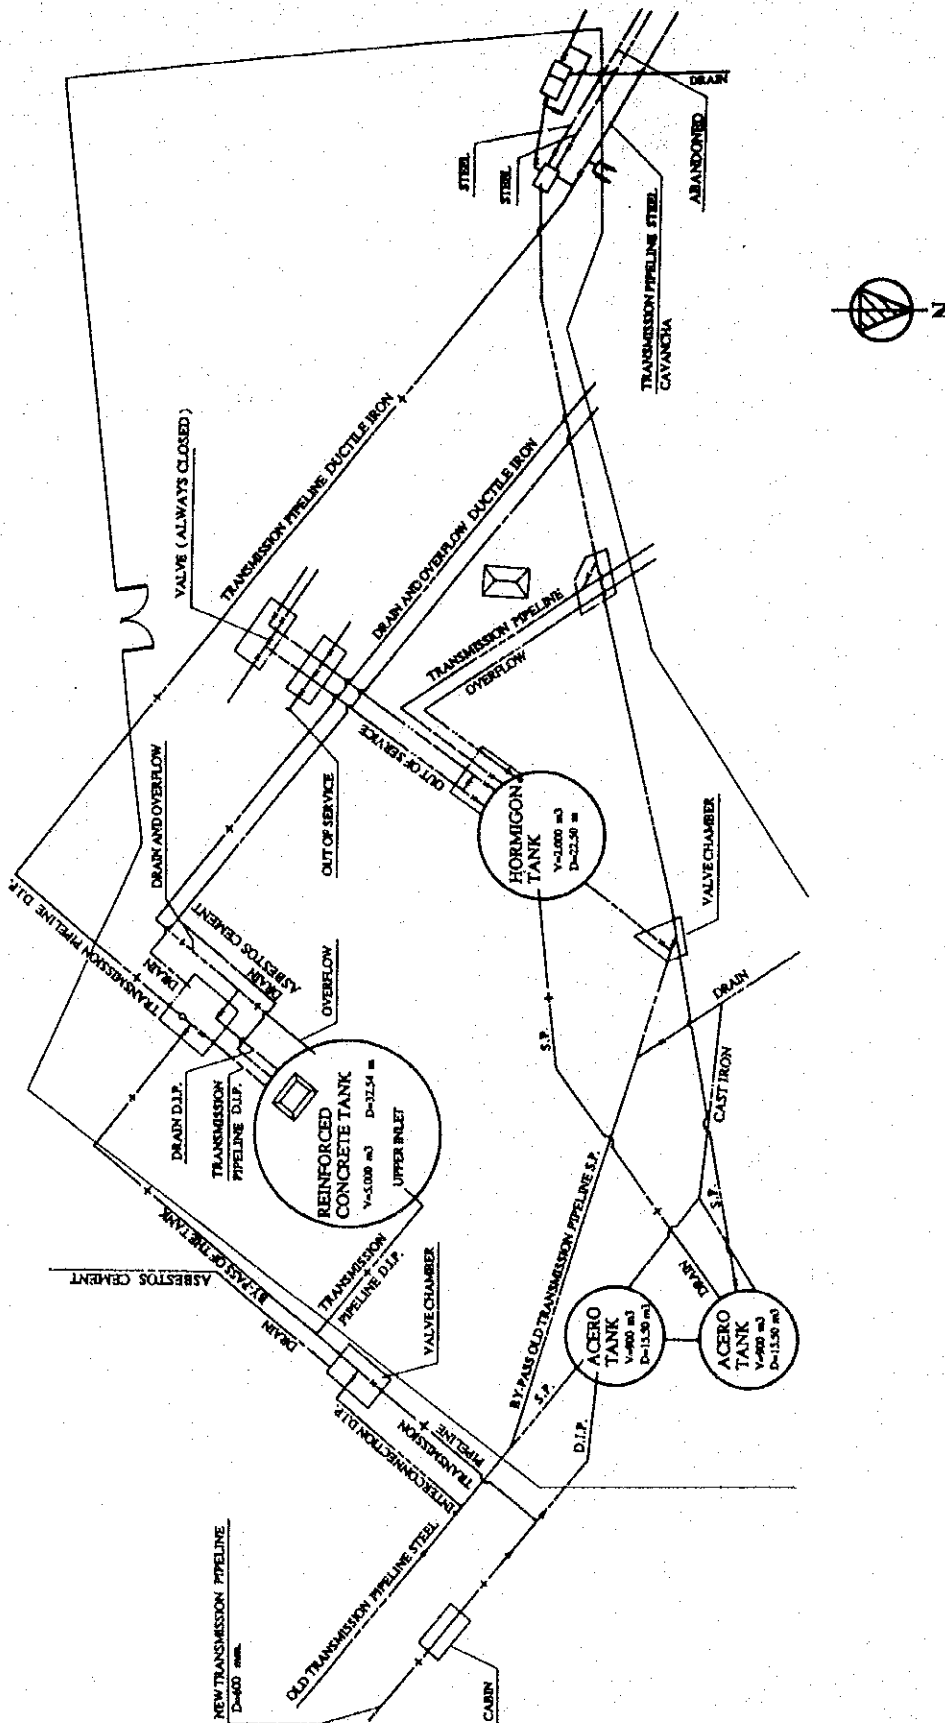 DRAIN
STEEL
STEEL
ABANDONED
TRANSMISSION PIPELINE STEEL
CAVANCHA
N
VALVE ( ALWAYS CLOSED )
TRANSMISSION PIPELINE DUCTILE IRON
DRAIN AND OVERFLOW DUCTILE IRON
TRANSMISSION PIPELINE
OVERFLOW
OUT OF SERVICE
OUT OF SERVICE
DRAIN AND OVERFLOW
TRANSMISSION PIPELINE D.I.P.
DRAIN
DRAIN
ASBESTOS CEMENT
OVERFLOW
HORMIGON
TANK
V=2.000 m3
D=22.50 m
VALVE CHAMBER
DRAIN
S.P.
CAST IRON
DRAIN D.I.P.
TRANSMISSION
PIPELINE D.I.P.
REINFORCED
CONCRETE TANK
V=5.000 m3 D=32.54 m
UPPER INLET
BY-PASS OF THE TANK
ASBESTOS CEMENT
DRAIN
TRANSMISSION
PIPELINE D.I.P.
VALVE CHAMBER
BY-PASS OLD TRANSMISSION PIPELINE S.P.
S.P.
DRAIN
ACERO
TANK
V=900 m3
D=15.50 m
ACERO
TANK
V=900 m3
D=15.50 m
S.P.
D.I.P.
INTERCONNECTION D.I.P.
TRANSMISSION
PIPELINE
OLD TRANSMISSION PIPELINE STEEL
NEW TRANSMISSION PIPELINE
D=600 mm.
CABIN